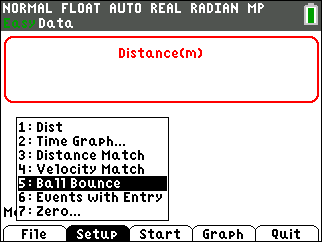 NORMAL FLOAT AUTO REAL RADIAN MP
EasyData
Distance(m)
1: Dist
2: Time Graph...
3: Distance Match
4: Velocity Match
5: Ball Bounce
6: Events with Entry
7: Zero...
File Setup Start Graph Quit